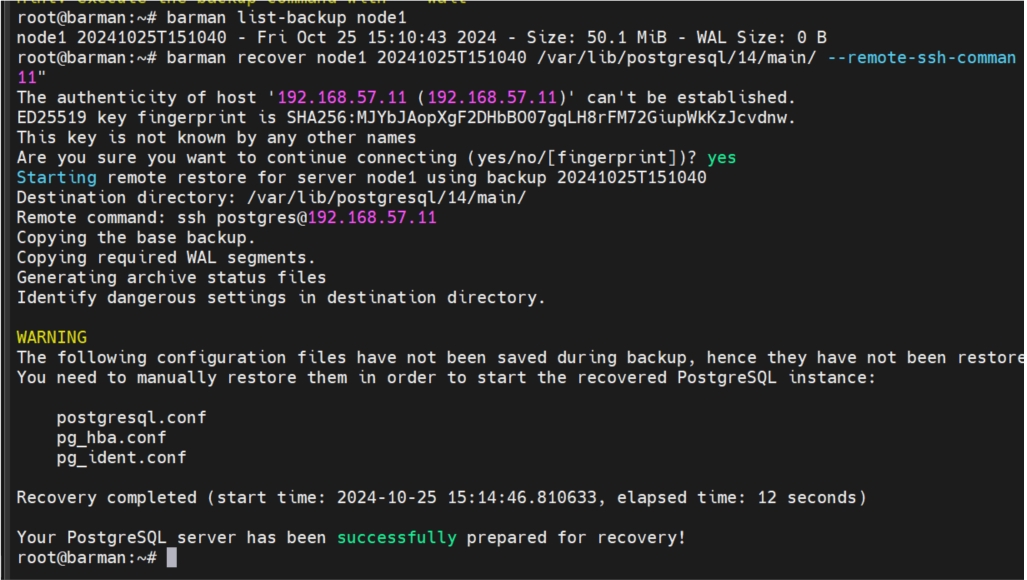 root@barman:~# barman list-backup node1
node1 20241025T151040 - Fri Oct 25 15:10:43 2024 - Size: 50.1 MiB - WAL Size: 0 B
root@barman:~# barman recover node1 20241025T151040 /var/lib/postgresql/14/main/ --remote-ssh-comman
11"
The authenticity of host '192.168.57.11 (192.168.57.11)' can't be established.
ED25519 key fingerprint is SHA256:MJYbJAopXgF2DHbBO07gqLH8rFM72GiupWkKzJcvdnw.
This key is not known by any other names
Are you sure you want to continue connecting (yes/no/[fingerprint])? yes
Starting remote restore for server node1 using backup 20241025T151040
Destination directory: /var/lib/postgresql/14/main/
Remote command: ssh postgres@192.168.57.11
Copying the base backup.
Copying required WAL segments.
Generating archive status files
Identify dangerous settings in destination directory.
WARNING
The following configuration files have not been saved during backup, hence they have not been restore
You need to manually restore them in order to start the recovered PostgreSQL instance:
postgresql.conf
pg_hba.conf
pg_ident.conf
Recovery completed (start time: 2024-10-25 15:14:46.810633, elapsed time: 12 seconds)
Your PostgreSQL server has been successfully prepared for recovery!
root@barman:~#